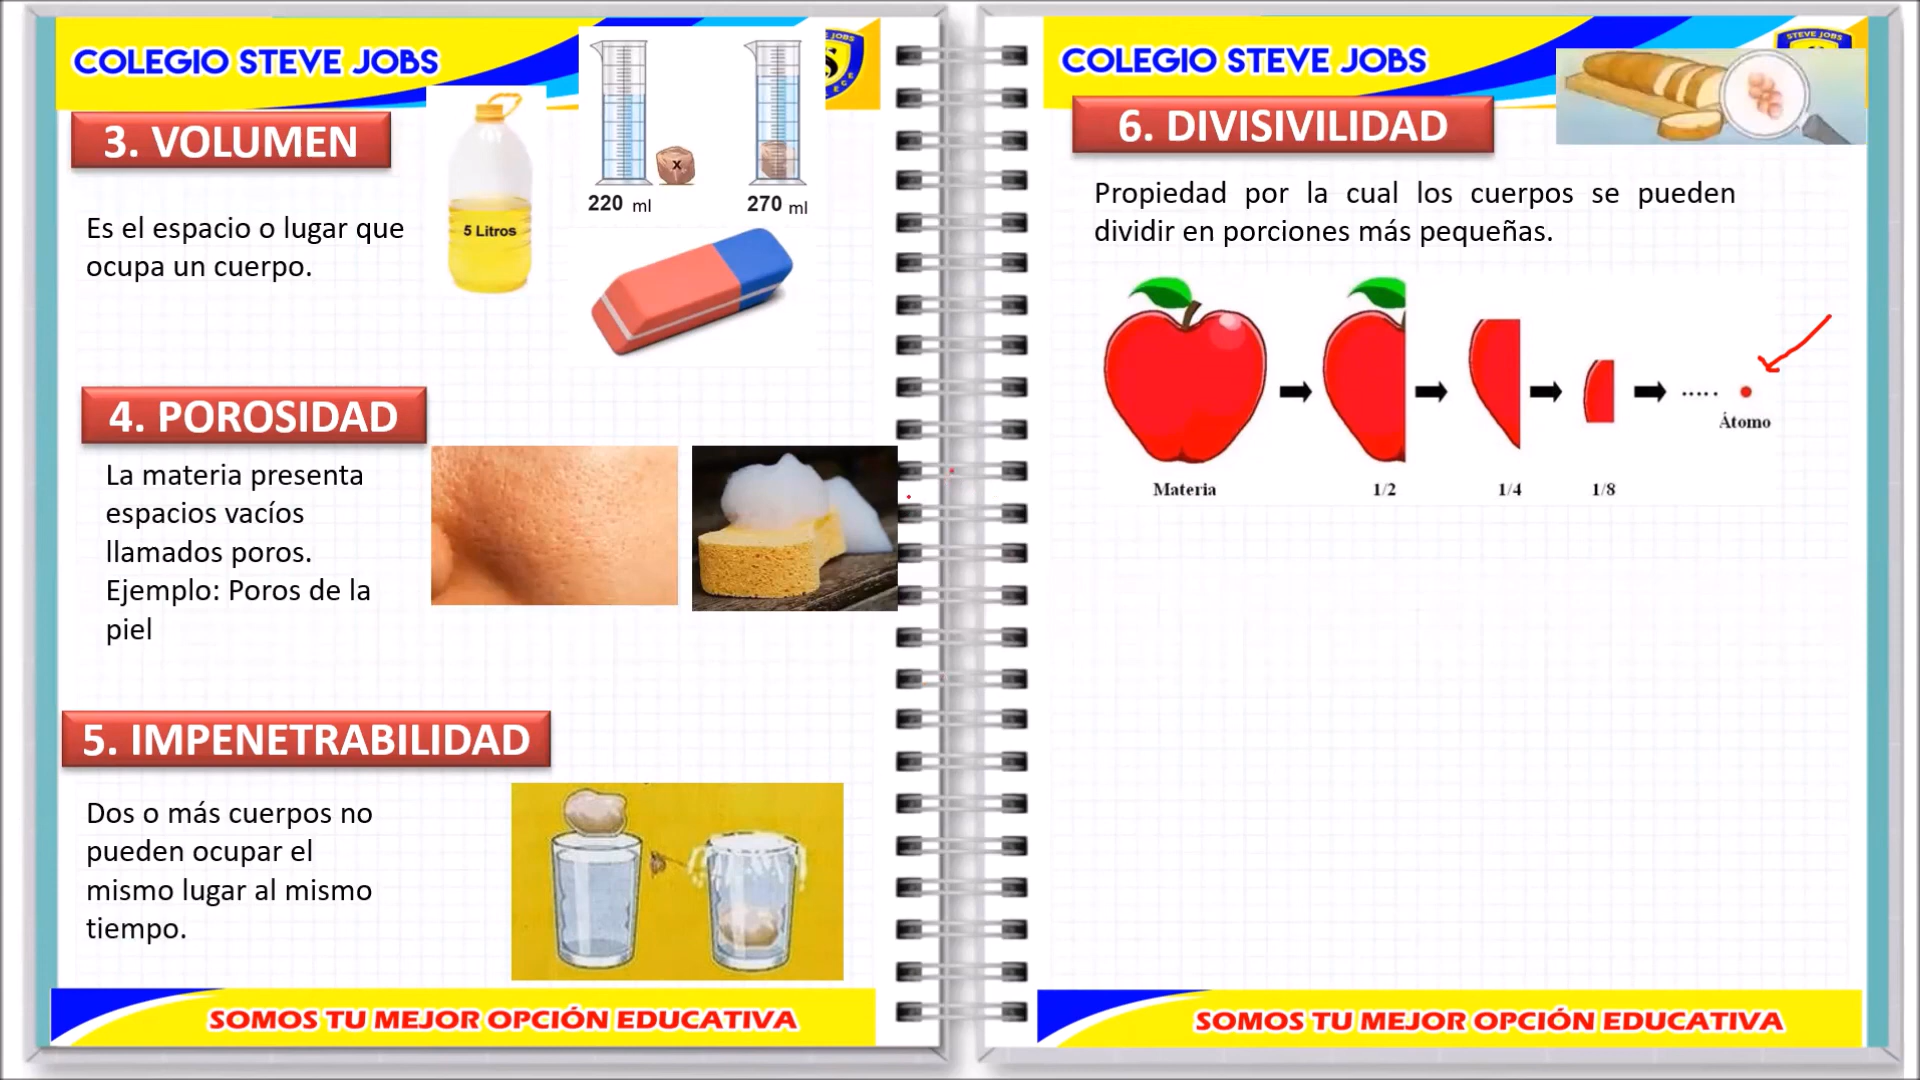 COLEGIO STEVE JOBS
3. VOLUMEN
Es el espacio o lugar que
ocupa un cuerpo.
5 Litros
x
220 ml
270 ml
4. POROSIDAD
La materia presenta
espacios vacíos
llamados poros.
Ejemplo: Poros de la
piel
5. IMPENETRABILIDAD
Dos o más cuerpos no
pueden ocupar el
mismo lugar al mismo
tiempo.
SOMOS TU MEJOR OPCIÓN EDUCATIVA
COLEGIO STEVE JOBS
STEVE JOBS
6. DIVISIVILIDAD
Propiedad por la cual los cuerpos se pueden
dividir en porciones más pequeñas.
Átomo
Materia
1/2
1/4
1/8
SOMOS TU MEJOR OPCIÓN EDUCATIVA